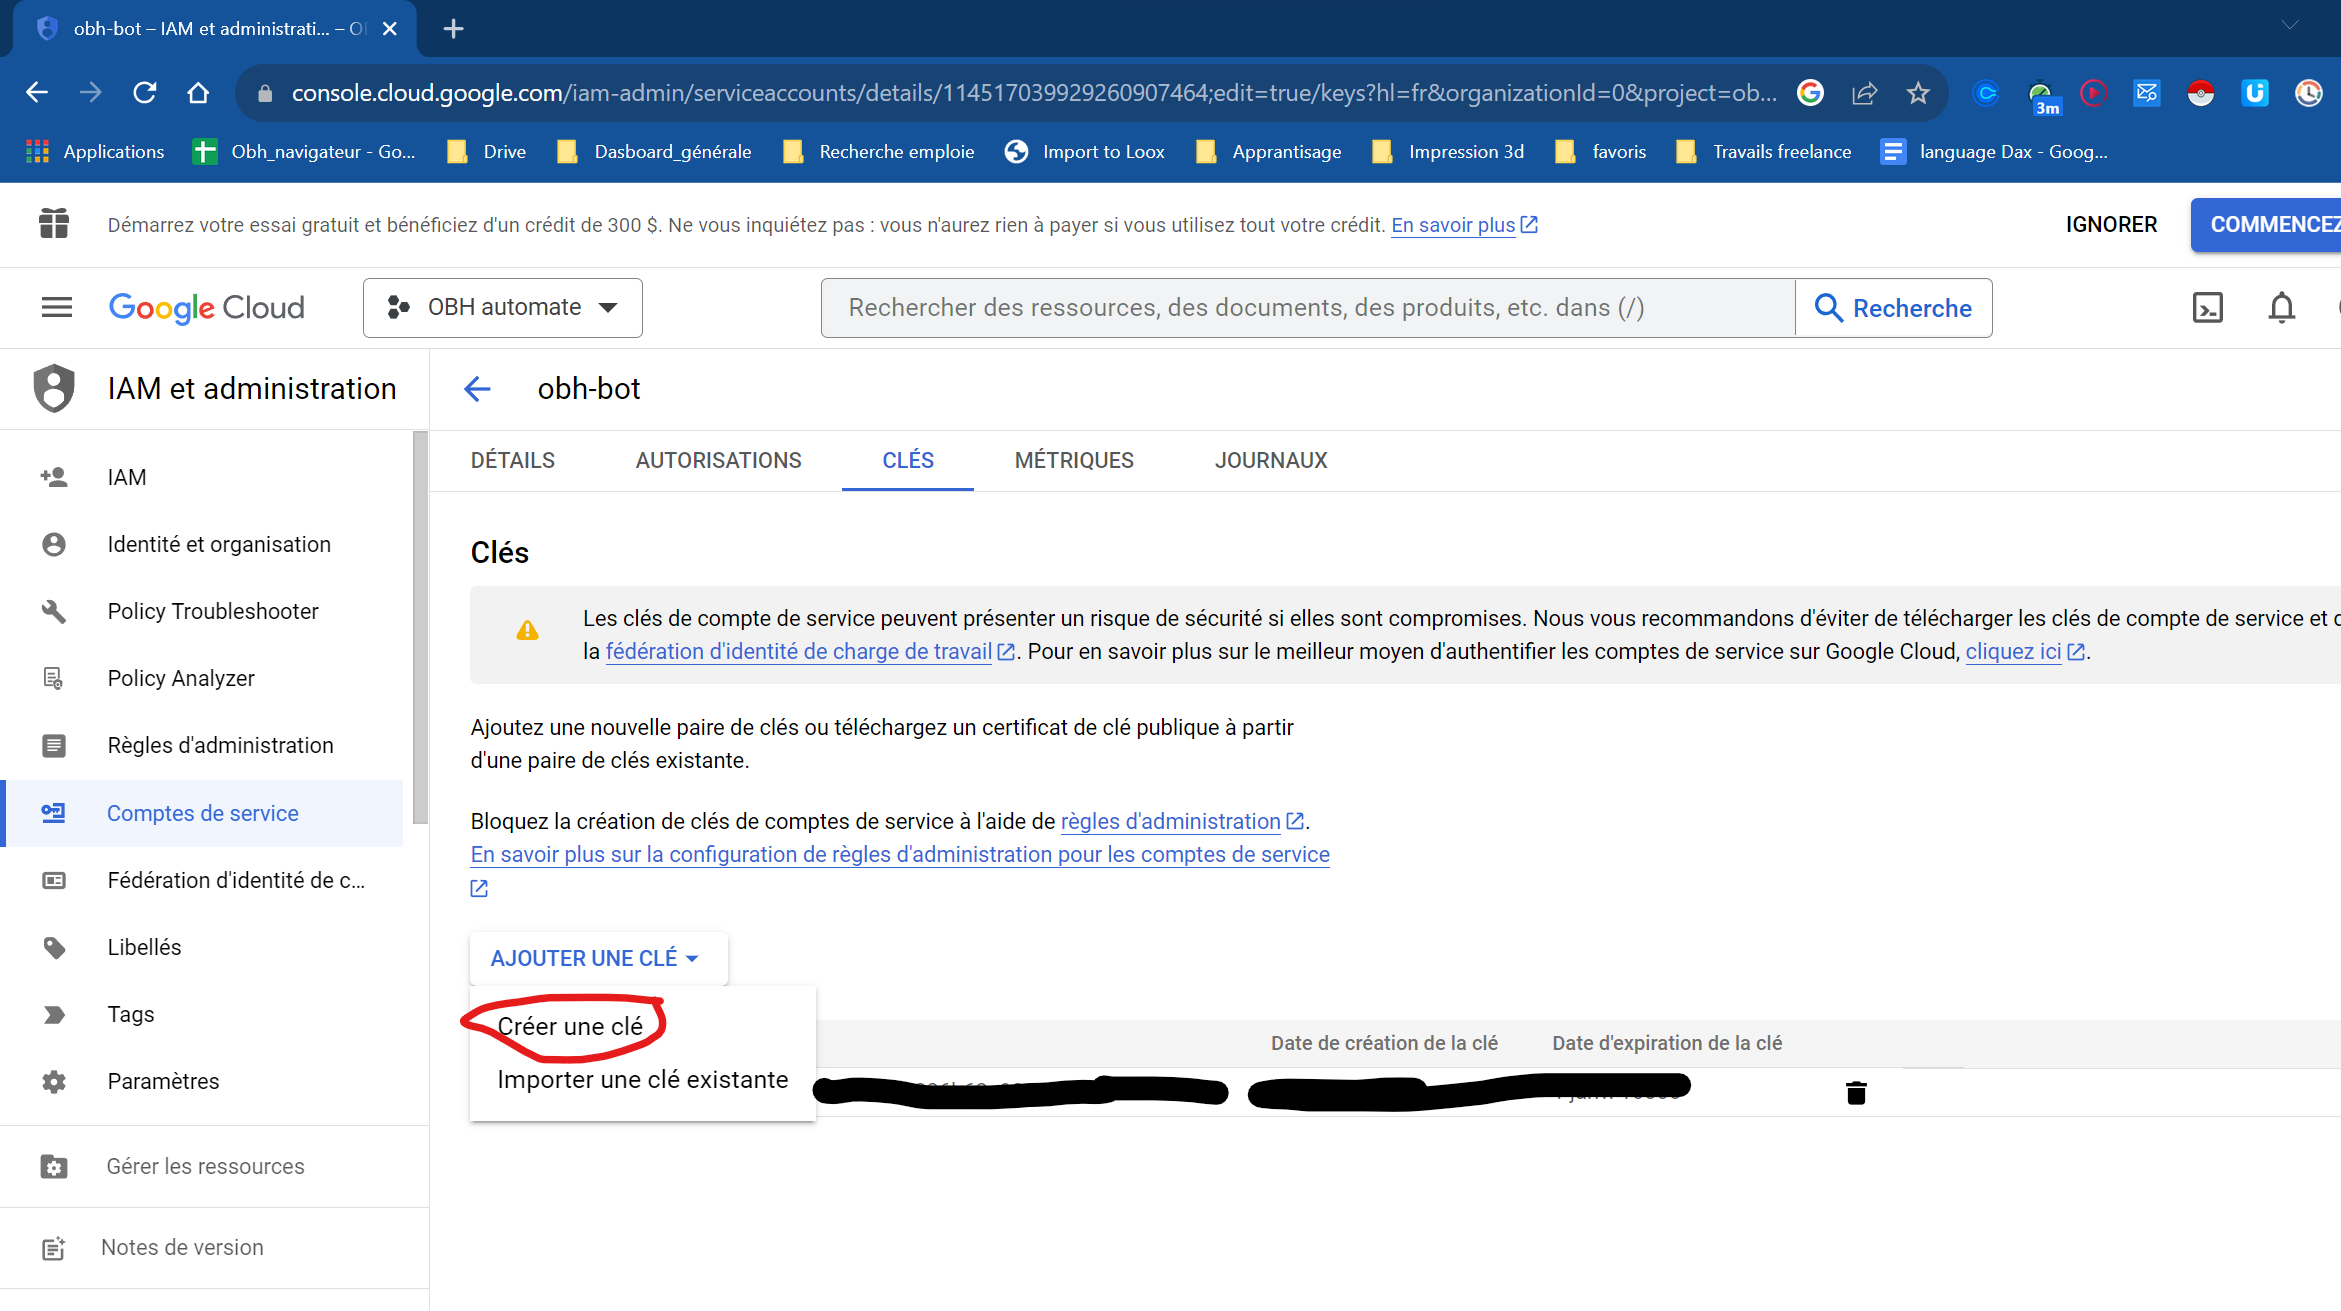 obh-bot – IAM et administrati... – O
console.cloud.google.com/iam-admin/serviceaccounts/details/114517039929260907464;edit=true/keys?hl=fr&organizationId=0&project=ob...
3m
Applications
Obh_navigateur - Go...
Drive
Dasboard_générale
Recherche emploie
Import to Loox
Apprantisage
Impression 3d
favoris
Travails freelance
language Dax - Goog...
Démarrez votre essai gratuit et bénéficiez d'un crédit de 300 $. Ne vous inquiétez pas : vous n'aurez rien à payer si vous utilisez tout votre crédit. En savoir plus
IGNORER
COMMENCEZ
Google Cloud
OBH automate
Rechercher des ressources, des documents, des produits, etc. dans (/)
Recherche
IAM et administration
obh-bot
IAM
Identité et organisation
Policy Troubleshooter
Policy Analyzer
Règles d'administration
Comptes de service
Fédération d'identité de c...
Libellés
Tags
Paramètres
Gérer les ressources
Notes de version
DÉTAILS
AUTORISATIONS
CLÉS
MÉTRIQUES
JOURNAUX
Clés
Les clés de compte de service peuvent présenter un risque de sécurité si elles sont compromises. Nous vous recommandons d'éviter de télécharger les clés de compte de service et
la fédération d'identité de charge de travail. Pour en savoir plus sur le meilleur moyen d'authentifier les comptes de service sur Google Cloud, cliquez ici.
Ajoutez une nouvelle paire de clés ou téléchargez un certificat de clé publique à partir
d'une paire de clés existante.
Bloquez la création de clés de comptes de service à l'aide de règles d'administration.
En savoir plus sur la configuration de règles d'administration pour les comptes de service
AJOUTER UNE CLÉ
Créer une clé
Importer une clé existante
Date de création de la clé
Date d'expiration de la clé